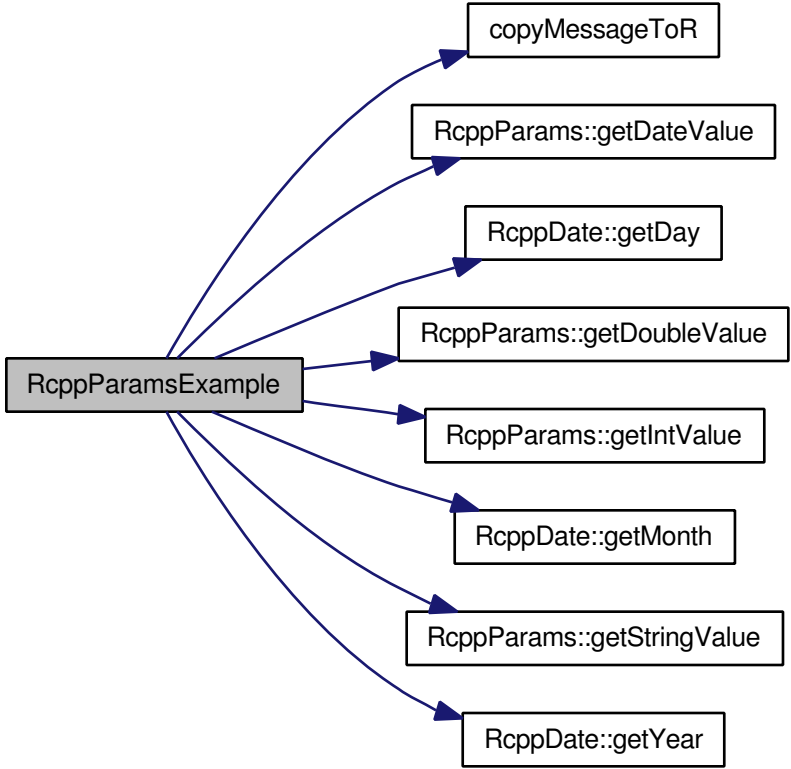 copyMessageToR
RcppParams::getDateValue
RcppDate::getDay
RcppParams::getDoubleValue
RcppParamsExample
RcppParams::getIntValue
RcppDate::getMonth
RcppParams::getStringValue
RcppDate::getYear